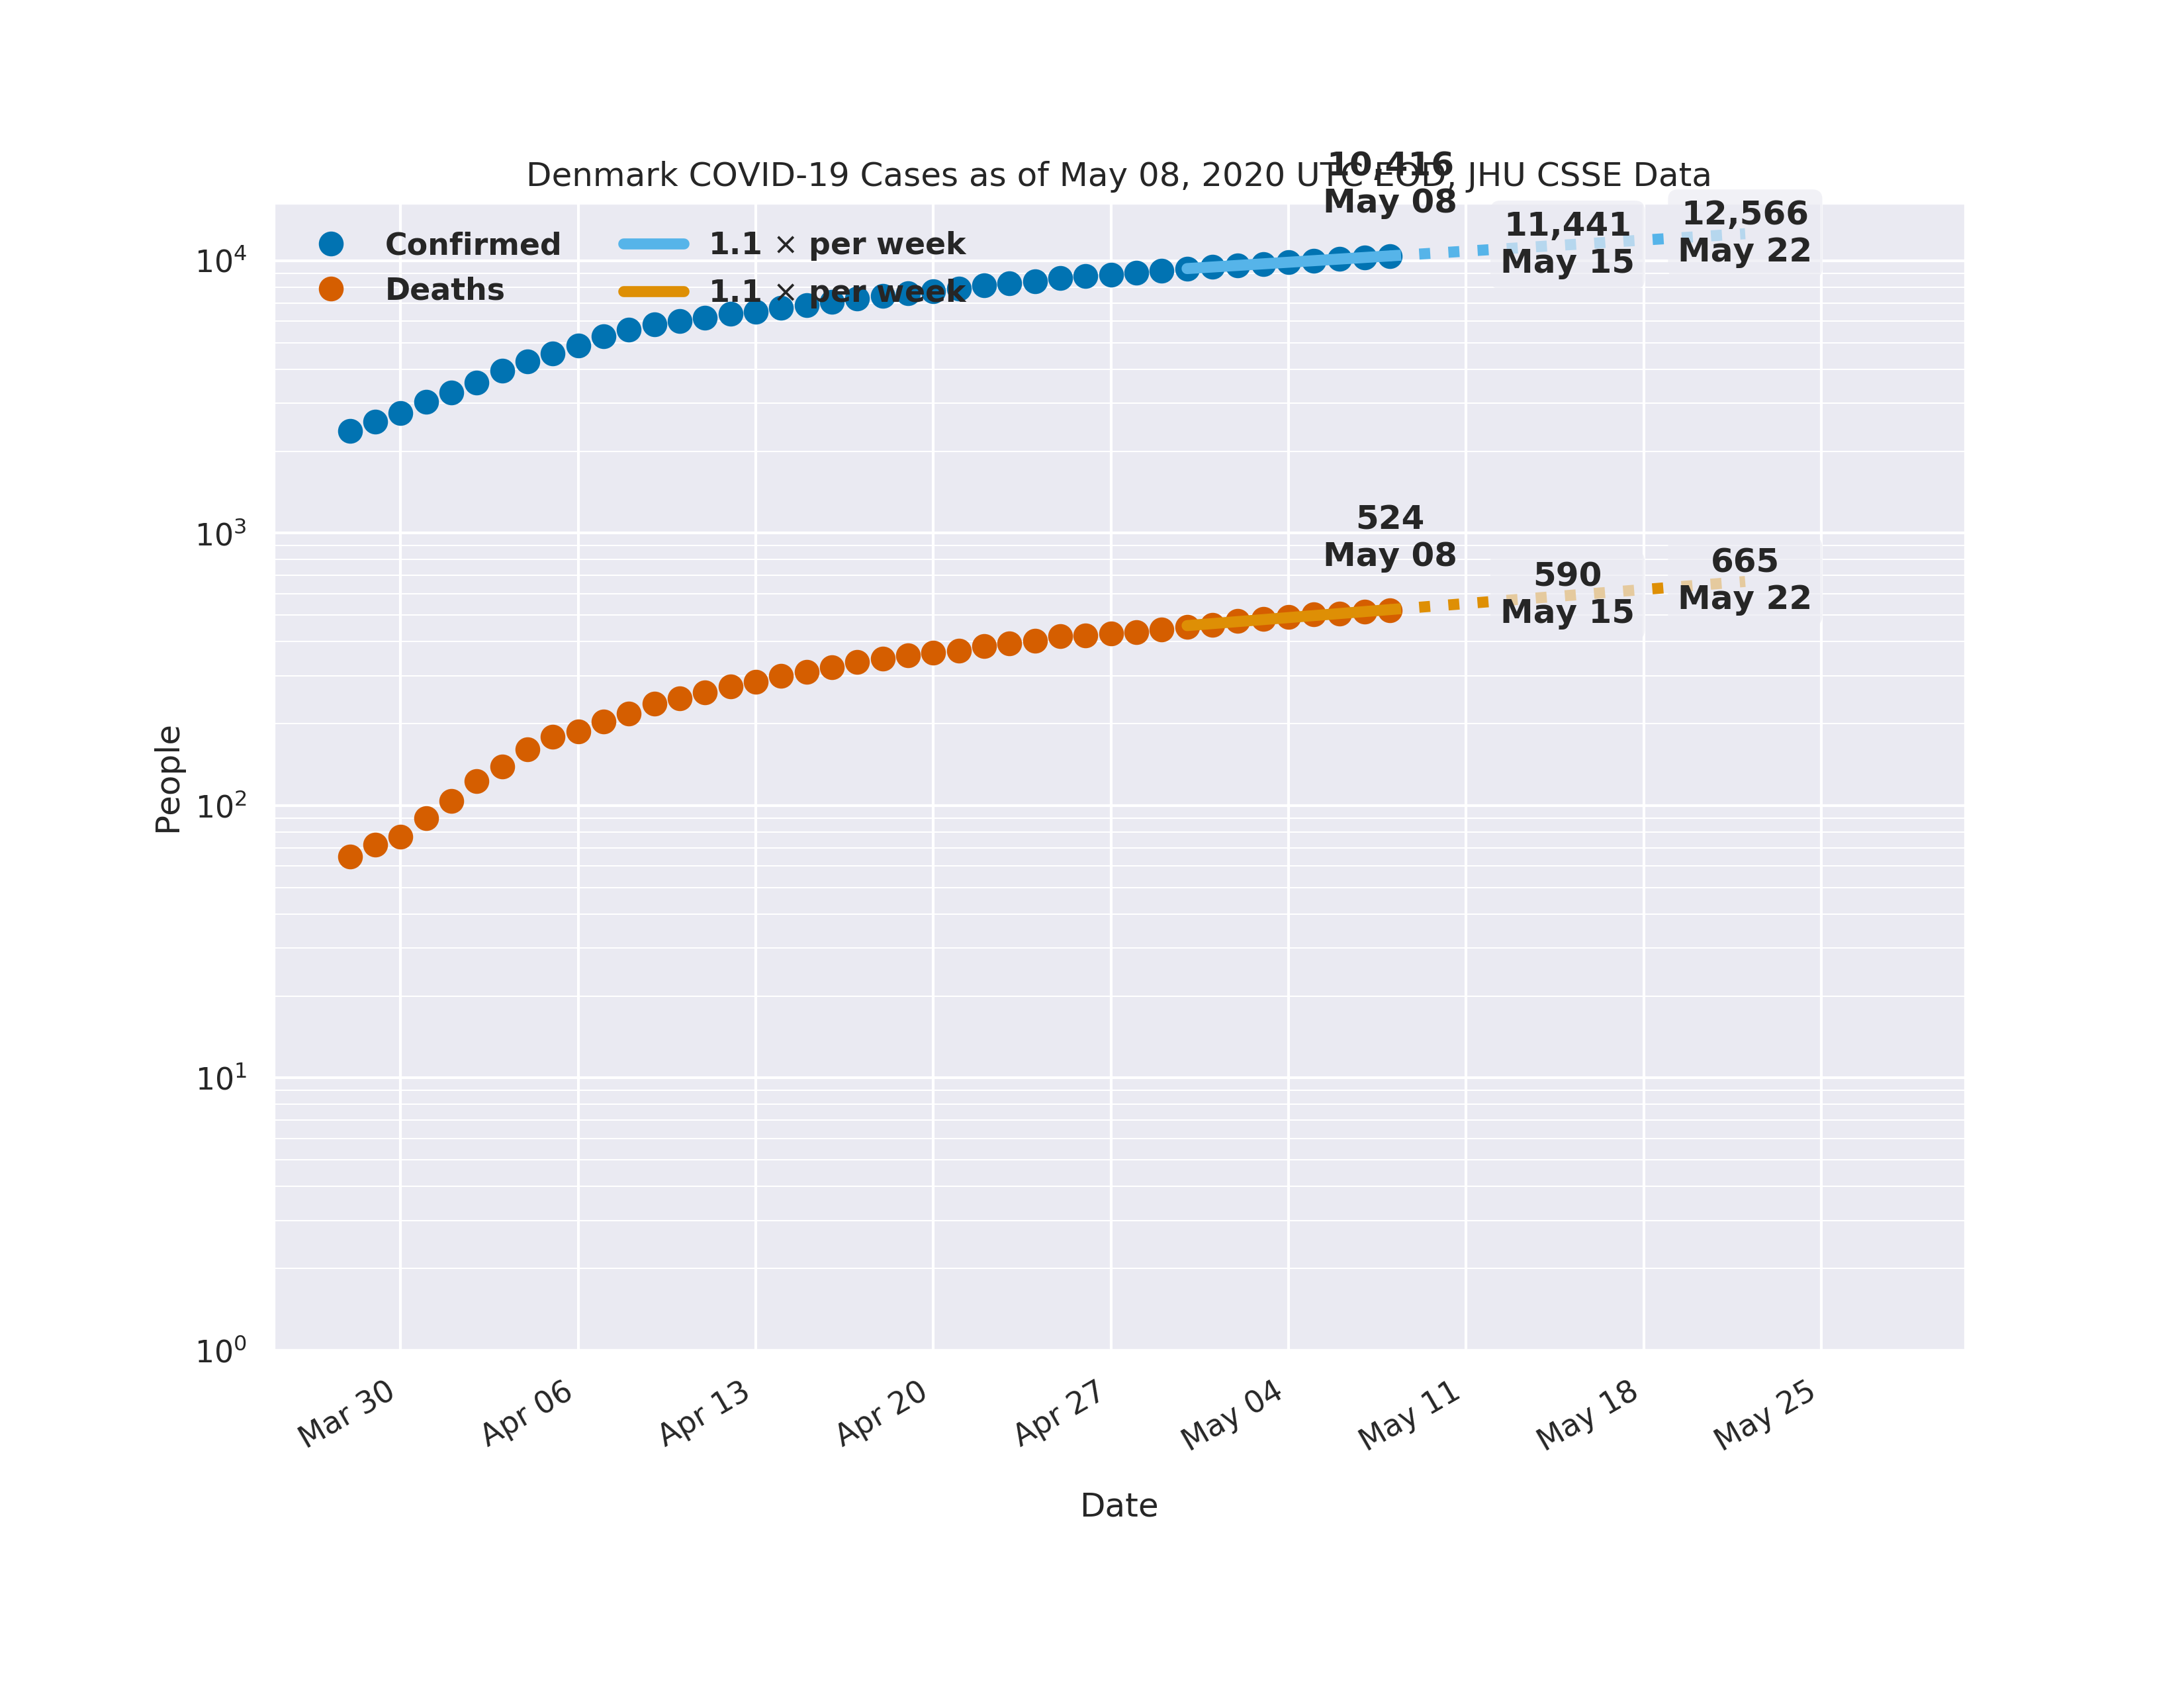 Denmark COVID-19 Cases as of May 08, 2020 UTC EOD, JHU CSSE Data
10,416
May 08
11,441
May 15
12,566
May 22
Confirmed
Deaths
1.1 × per week
1.1 × per week
524
May 08
590
May 15
665
May 22
People
10⁴
10³
10²
10¹
10⁰
Mar 30
Apr 06
Apr 13
Apr 20
Apr 27
May 04
May 11
May 18
May 25
Date